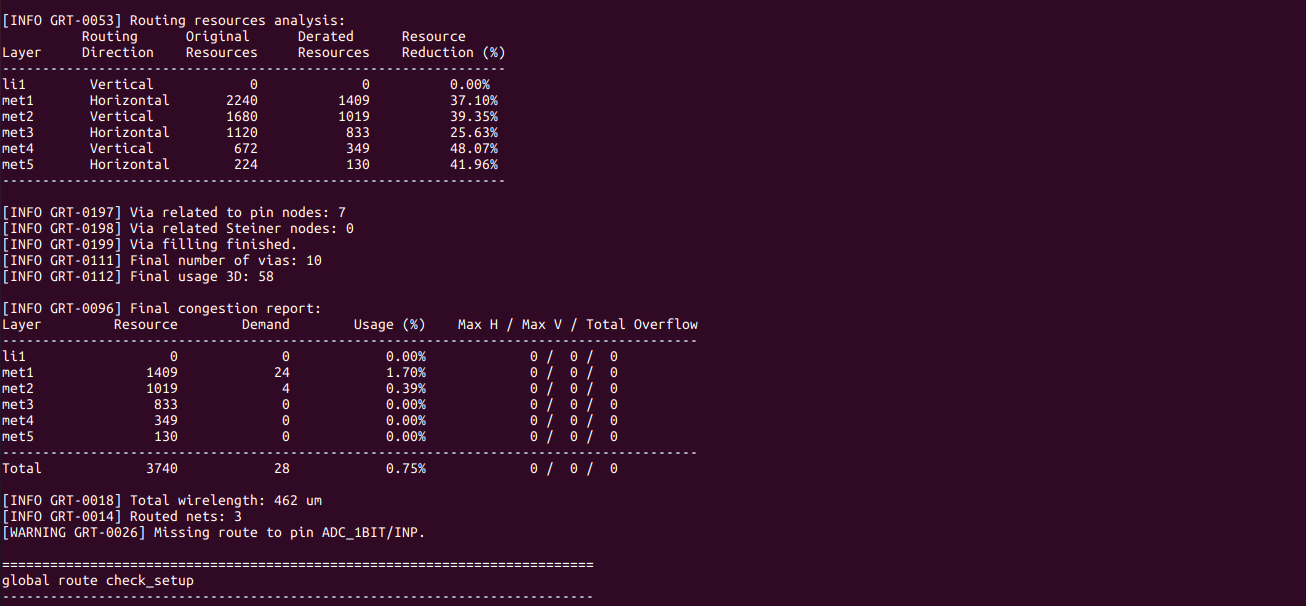 [INFO GRT-0053] Routing resources analysis:
          Routing      Original      Derated      Resource
Layer     Direction    Resources     Resources    Reduction (%)
---------------------------------------------------------------
li1        Vertical            0             0          0.00%
met1       Horizontal       2240          1409          37.10%
met2       Vertical         1680          1019          39.35%
met3       Horizontal       1120           833          25.63%
met4       Vertical          672           349          48.07%
met5       Horizontal        224           130          41.96%
---------------------------------------------------------------
[INFO GRT-0197] Via related to pin nodes: 7
[INFO GRT-0198] Via related Steiner nodes: 0
[INFO GRT-0199] Via filling finished.
[INFO GRT-0111] Final number of vias: 10
[INFO GRT-0112] Final usage 3D: 58
[INFO GRT-0096] Final congestion report:
Layer         Resource        Demand        Usage (%)    Max H / Max V / Total Overflow
---------------------------------------------------------------------------------------
li1                  0             0            0.00%             0 /  0 /  0
met1              1409            24            1.70%             0 /  0 /  0
met2              1019             4            0.39%             0 /  0 /  0
met3               833             0            0.00%             0 /  0 /  0
met4               349             0            0.00%             0 /  0 /  0
met5               130             0            0.00%             0 /  0 /  0
---------------------------------------------------------------------------------------
Total             3740            28            0.75%             0 /  0 /  0
[INFO GRT-0018] Total wirelength: 462 um
[INFO GRT-0014] Routed nets: 3
[WARNING GRT-0026] Missing route to pin ADC_1BIT/INP.
==========================================================================
global route check_setup
--------------------------------------------------------------------------